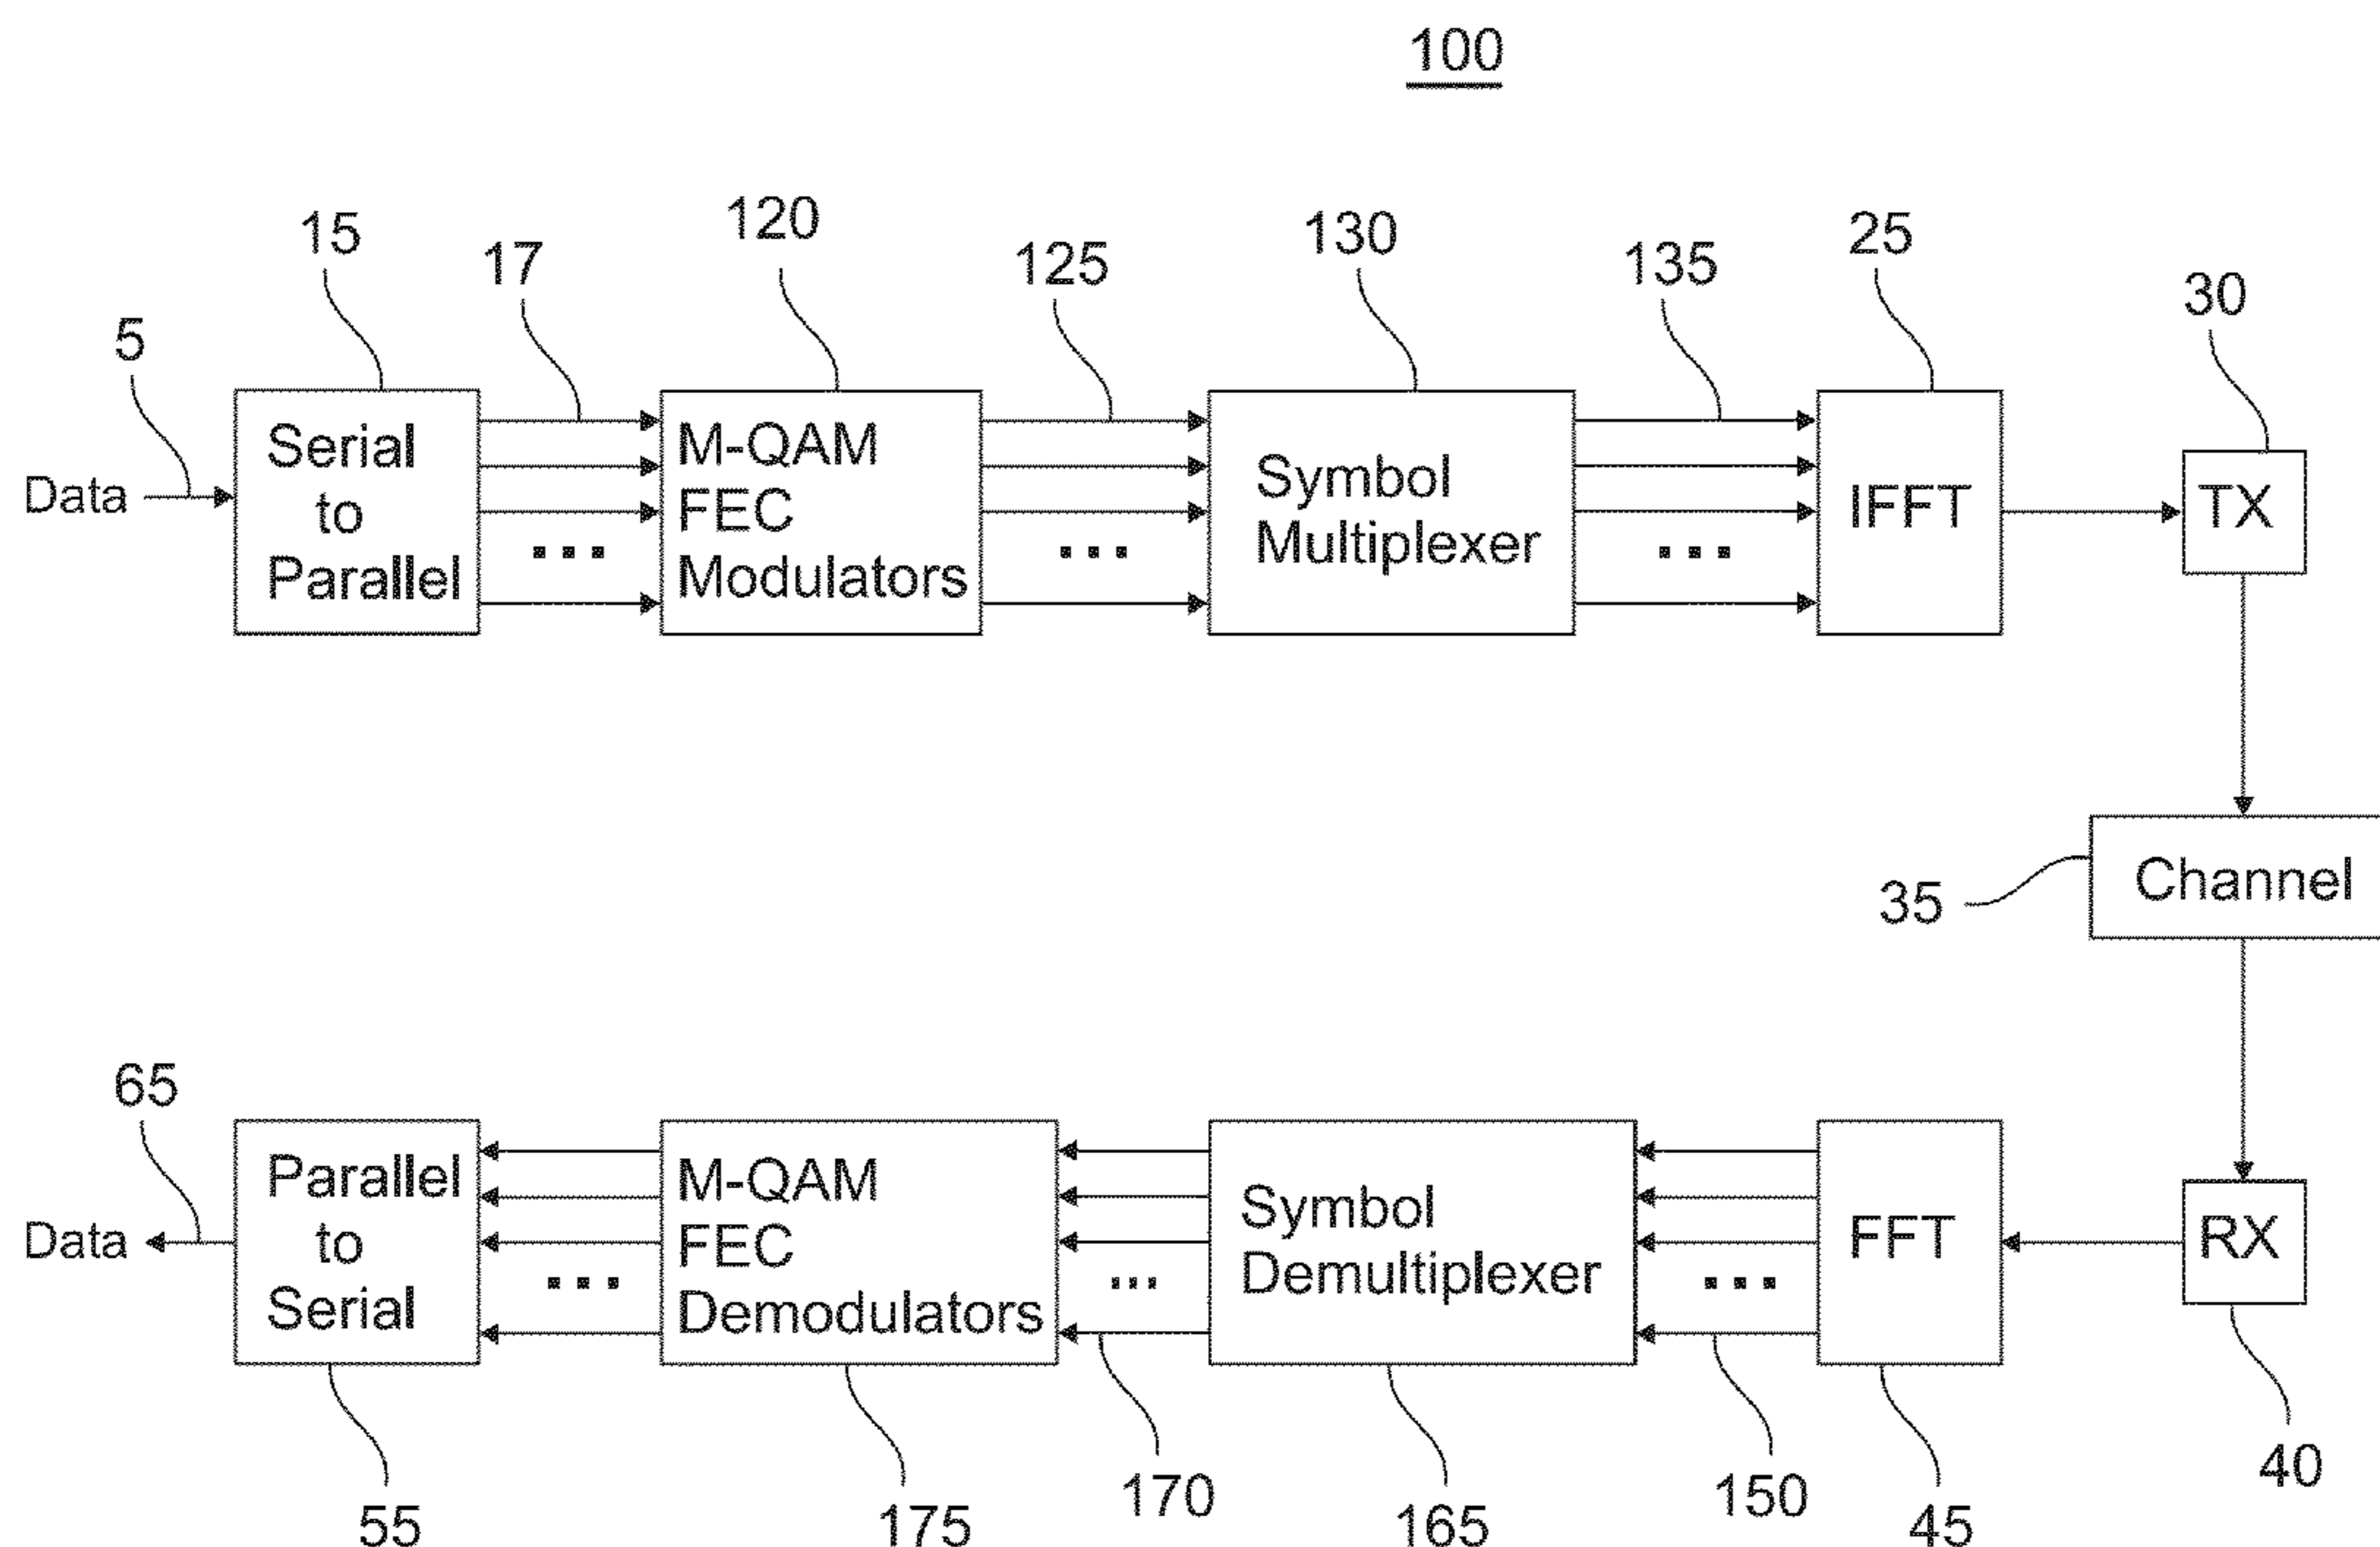 100
15
17
120
125
130
135
25
30
5
Data
Serial
to
Parallel
...
M-QAM
FEC
Modulators
...
Symbol
Multiplexer
...
IFFT
TX
35
Channel
65
Data
Parallel
to
Serial
...
M-QAM
FEC
Demodulators
...
Symbol
Demultiplexer
...
FFT
RX
55
175
170
165
150
45
40